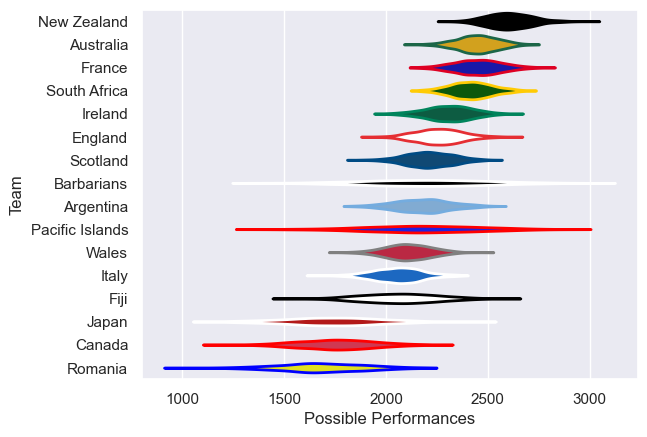 New Zealand
Australia
France
South Africa
Ireland
England
Scotland
Barbarians
Argentina
Pacific Islands
Wales
Italy
Fiji
Japan
Canada
Romania
Team
1000 1500 2000 2500 3000
Possible Performances